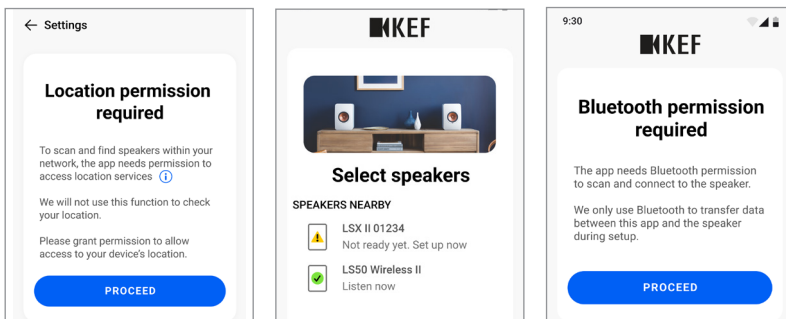 ← Settings
Location permission
required
To scan and find speakers within your
network, the app needs permission to
access location services
We will not use this function to check
your location.
Please grant permission to allow
access to your device's location.
PROCEED
KEF
Select speakers
SPEAKERS NEARBY
LSX II 01234
Not ready yet. Set up now
LS50 Wireless II
Listen now
9:30
KEF
Bluetooth permission
required
The app needs Bluetooth permission
to scan and connect to the speaker.
We only use Bluetooth to transfer data
between this app and the speaker
during setup.
PROCEED